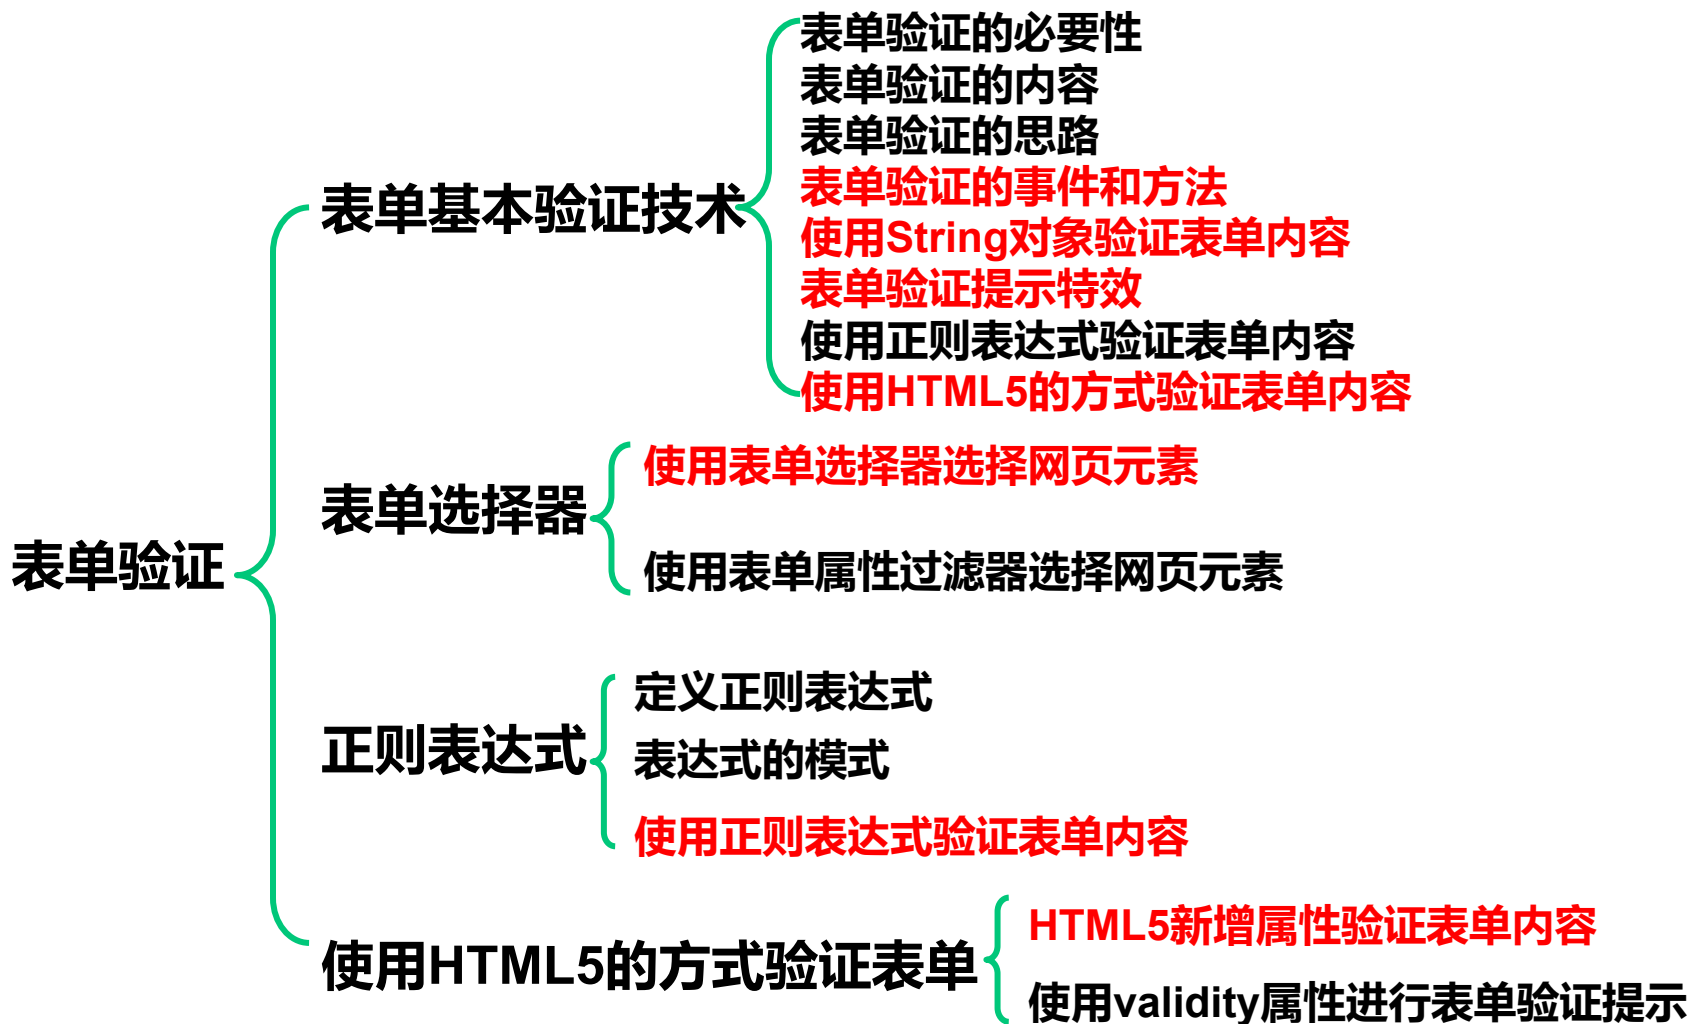 表单验证的必要性
表单验证的内容
表单验证的思路
表单验证的事件和方法
表单基本验证技术
使用String对象验证表单内容
表单验证提示特效
使用正则表达式验证表单内容
使用HTML5的方式验证表单内容
使用表单选择器选择网页元素
表单选择器
表单验证
使用表单属性过滤器选择网页元素
定义正则表达式
正则表达式
表达式的模式
使用正则表达式验证表单内容
HTML5新增属性验证表单内容
使用HTML5的方式验证表单
使用validity属性进行表单验证提示